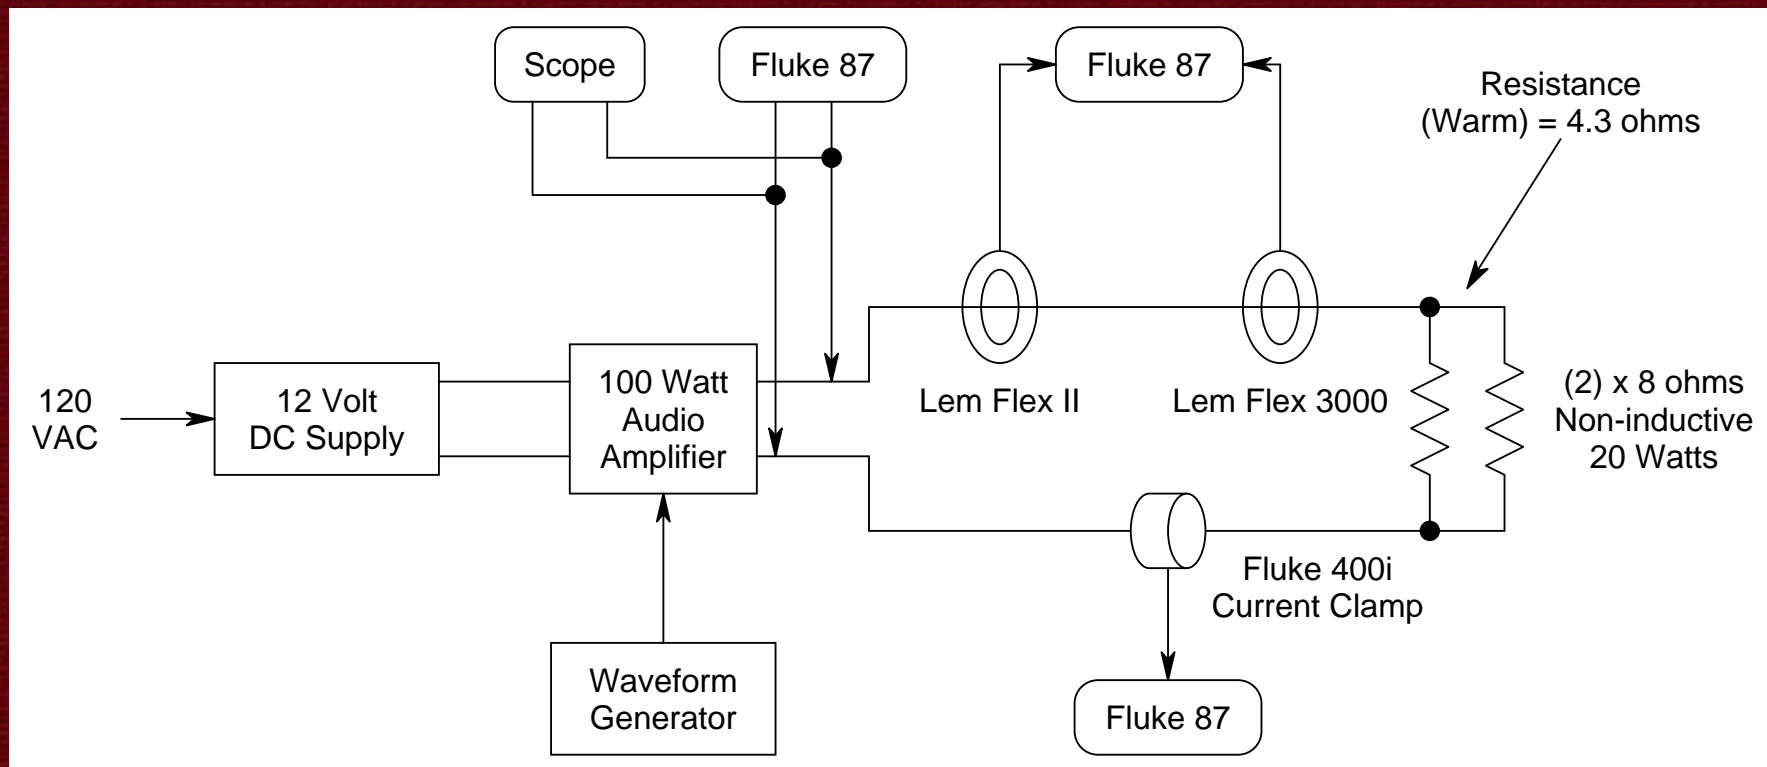 Scope
Fluke 87
Fluke 87
Resistance
(Warm) = 4.3 ohms
120
VAC
12 Volt
DC Supply
100 Watt
Audio
Amplifier
Lem Flex II
Lem Flex 3000
(2) x 8 ohms
Non-inductive
20 Watts
Fluke 400i
Current Clamp
Waveform
Generator
Fluke 87